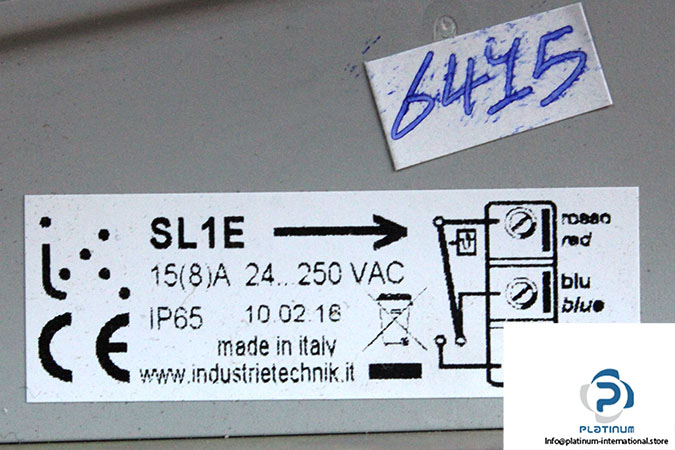 6415
SL1E
15(8)A 24...250 VAC
IP65 10.02.16
made in italy
www.industrietechnik.it
rosso
red
blu
blue
CE
PLATINUM
Info@platinum-international.store